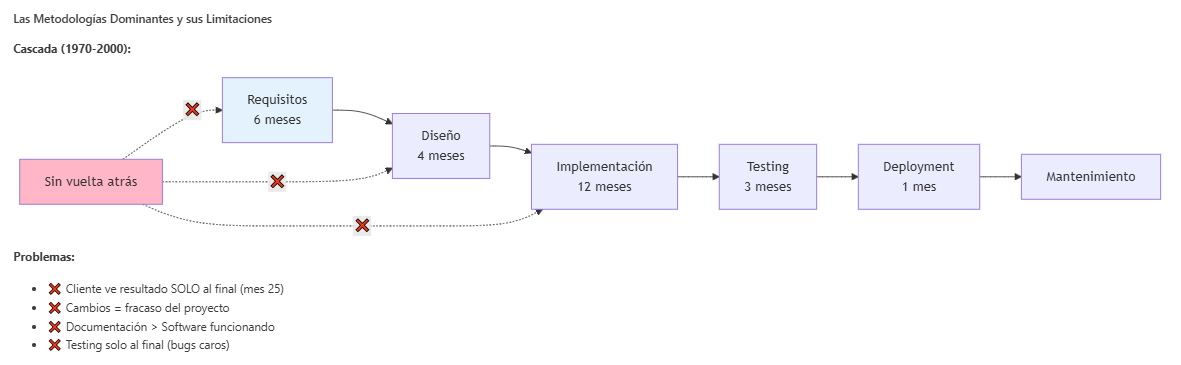 Las Metodologías Dominantes y sus Limitaciones
Cascada (1970-2000):
Requisitos
6 meses
Diseño
4 meses
Sin vuelta atrás
Implementación
12 meses
Testing
3 meses
Deployment
1 mes
Mantenimiento
Problemas:
• ❌ Cliente ve resultado SOLO al final (mes 25)
• ❌ Cambios = fracaso del proyecto
• ❌ Documentación > Software funcionando
• ❌ Testing solo al final (bugs caros)